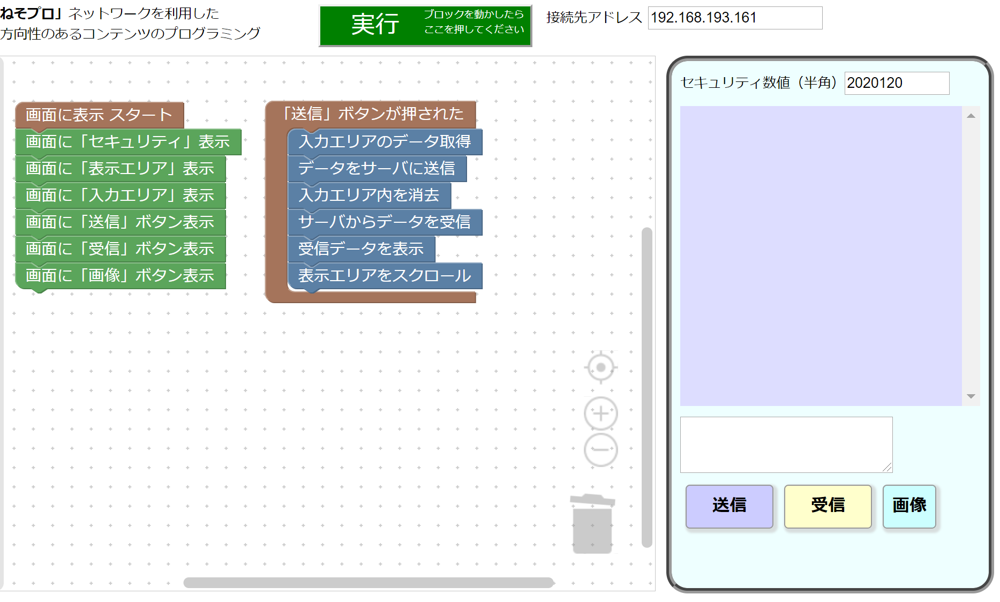 ねそプロ」ネットワークを利用した
方向性のあるコンテンツのプログラミング
実行
ブロックを動かしたら
ここを押してください
接続先アドレス 192.168.193.161
画面に表示 スタート
画面に「セキュリティ」表示
画面に「表示エリア」表示
画面に「入力エリア」表示
画面に「送信」ボタン表示
画面に「受信」ボタン表示
画面に「画像」ボタン表示
「送信」ボタンが押された
入力エリアのデータ取得
データをサーバに送信
入力エリア内を消去
サーバからデータを受信
受信データを表示
表示エリアをスクロール
セキュリティ数値（半角） 2020120
送信
受信
画像